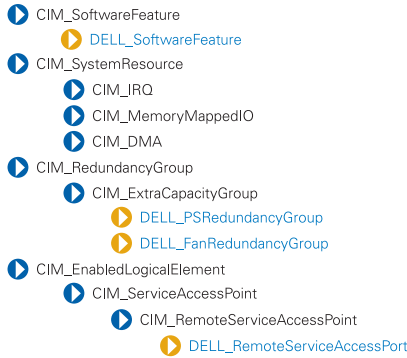 CIM_SoftwareFeature
DELL_SoftwareFeature
CIM_SystemResource
CIM_IRQ
CIM_MemoryMappedIO
CIM_DMA
CIM_RedundancyGroup
CIM_ExtraCapacityGroup
DELL_PSRedundancyGroup
DELL_FanRedundancyGroup
CIM_EnabledLogicalElement
CIM_ServiceAccessPoint
CIM_RemoteServiceAccessPoint
DELL_RemoteServiceAccessPort